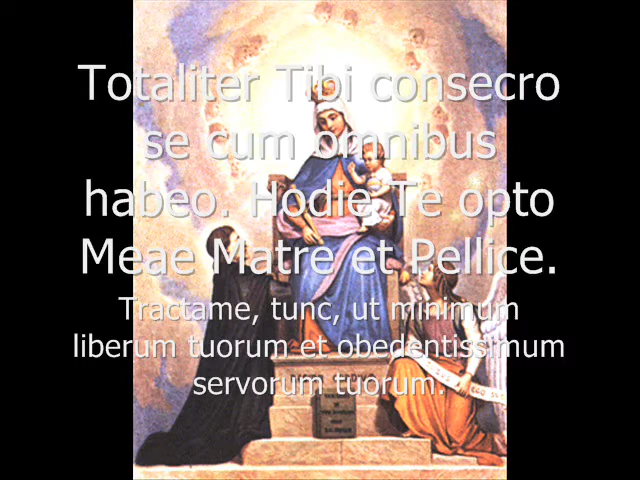 Totaliter Tibi consecro
se cum omnibus
habeo. Hodie Te opto
Meae Matre et Pellice.
Tractame, tunc, ut minimum
liberum tuorum et obedentissimum
servorum tuorum.